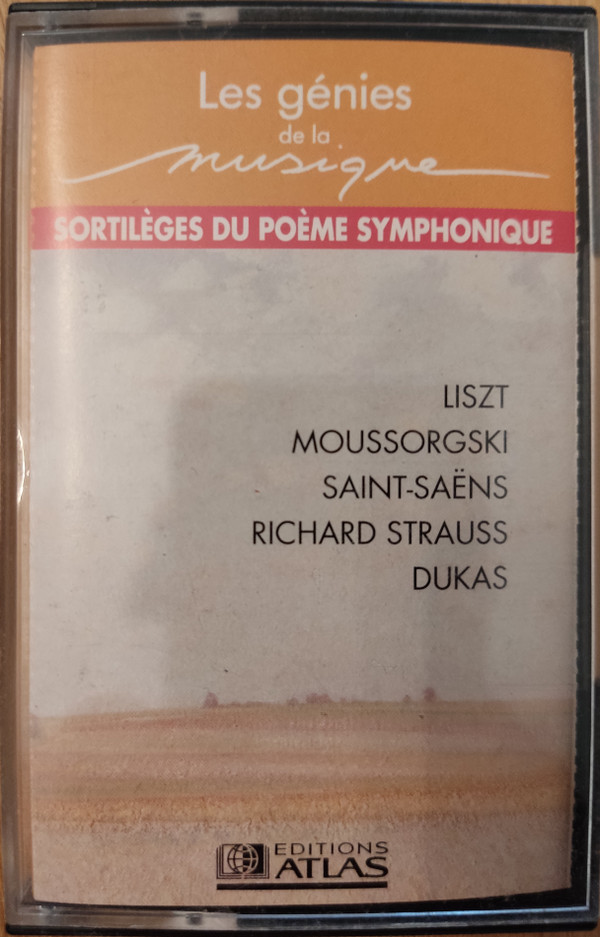 Les génies
de la
musique
SORTILÈGES DU POÈME SYMPHONIQUE
LISZT
MOUSSORGSKI
SAINT-SAËNS
RICHARD STRAUSS
DUKAS
EDITIONS
ATLAS